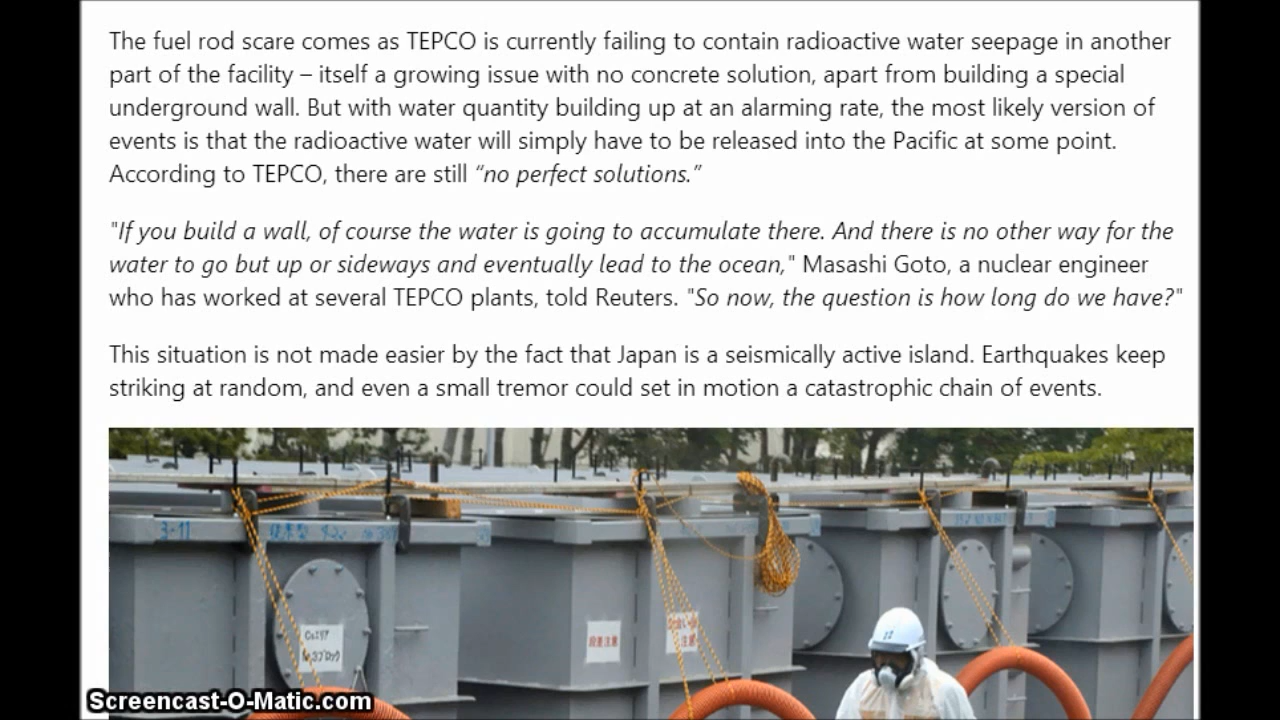 The fuel rod scare comes as TEPCO is currently failing to contain radioactive water seepage in another
part of the facility – itself a growing issue with no concrete solution, apart from building a special
underground wall. But with water quantity building up at an alarming rate, the most likely version of
events is that the radioactive water will simply have to be released into the Pacific at some point.
According to TEPCO, there are still “no perfect solutions.”
"If you build a wall, of course the water is going to accumulate there. And there is no other way for the
water to go but up or sideways and eventually lead to the ocean," Masashi Goto, a nuclear engineer
who has worked at several TEPCO plants, told Reuters. "So now, the question is how long do we have?"
This situation is not made easier by the fact that Japan is a seismically active island. Earthquakes keep
striking at random, and even a small tremor could set in motion a catastrophic chain of events.
3-11
段差注意
注意
Screencast-O-Matic.com